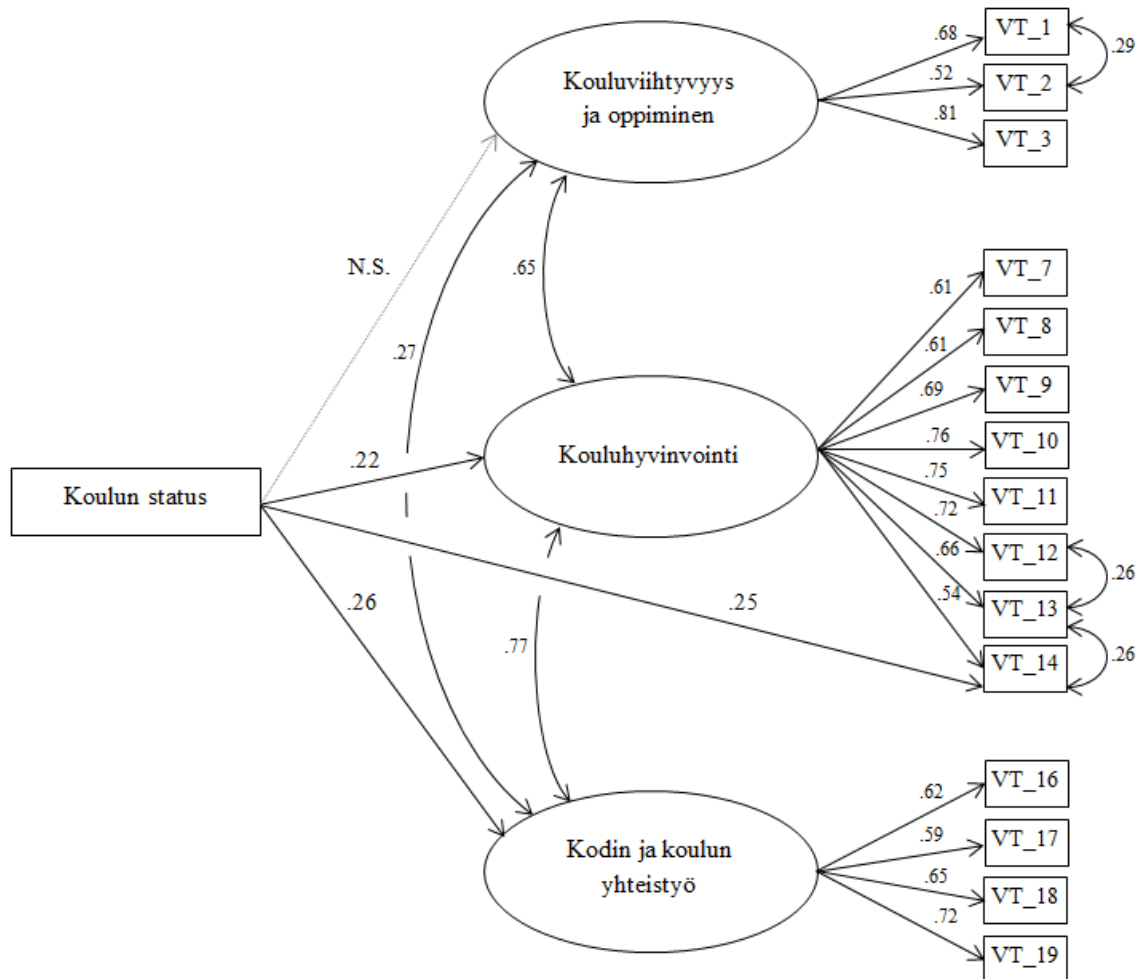 VT_1
.68
.29
Kouluviihtyvyys
ja oppiminen
.52
VT_2
.81
VT_3
N.S.
.65
.27
.61
VT_7
.61
VT_8
.69
VT_9
.76
VT_10
.22
Kouluhyvinvointi
.75
VT_11
Koulun status
.72
VT_12
.66
.26
.54
VT_13
.26
.25
.77
VT_14
.26
.62
VT_16
Kodin ja koulun
yhteistyö
.59
VT_17
.65
VT_18
.72
VT_19